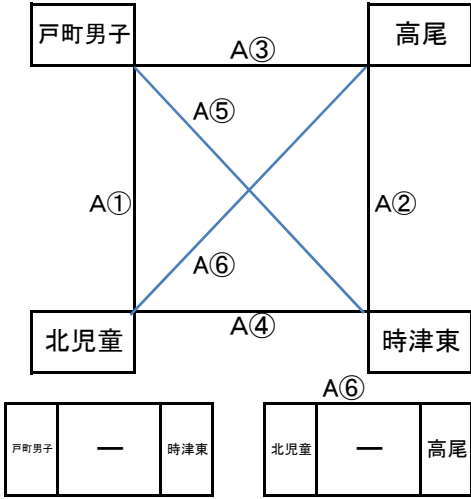 戸町男子 高尾
A③
A⑤
A① A②
A⑥
北児童 時津東
A④
A⑥
戸町男子 ー 時津東 北児童 ー 高尾